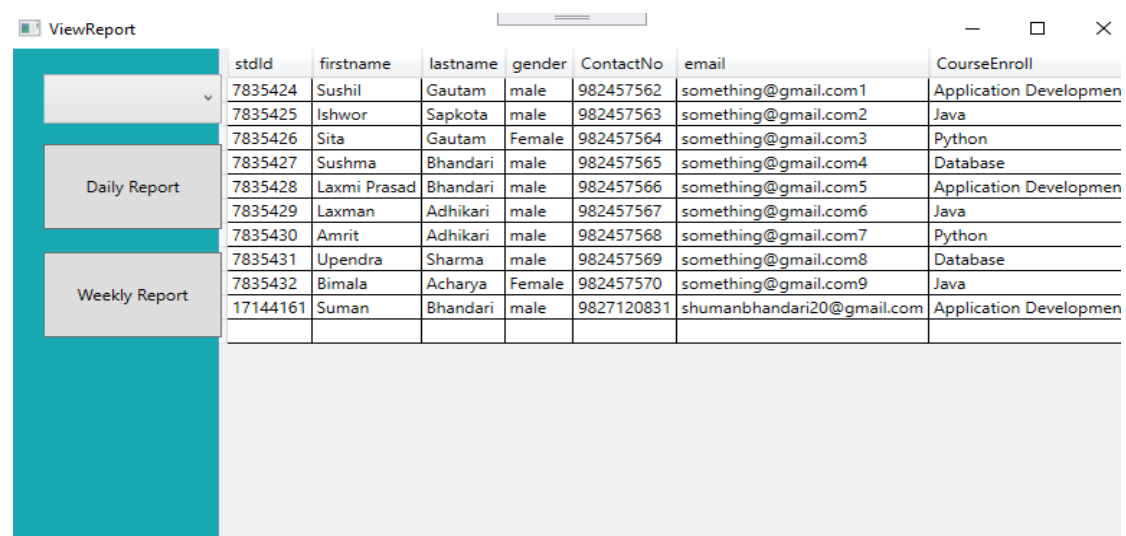 ViewReport
stdId firstname lastname gender ContactNo email CourseEnroll
7835424 Sushil Gautam male 982457562 something@gmail.com1 Application Developmen
7835425 Ishwor Sapkota male 982457563 something@gmail.com2 Java
7835426 Sita Gautam Female 982457564 something@gmail.com3 Python
7835427 Sushma Bhandari male 982457565 something@gmail.com4 Database
7835428 Laxmi Prasad Bhandari male 982457566 something@gmail.com5 Application Developmen
7835429 Laxman Adhikari male 982457567 something@gmail.com6 Java
7835430 Amrit Adhikari male 982457568 something@gmail.com7 Python
7835431 Upendra Sharma male 982457569 something@gmail.com8 Database
7835432 Bimala Acharya Female 982457570 something@gmail.com9 Java
17144161 Suman Bhandari male 9827120831 shumanbhandari20@gmail.com Application Developmen
Daily Report
Weekly Report